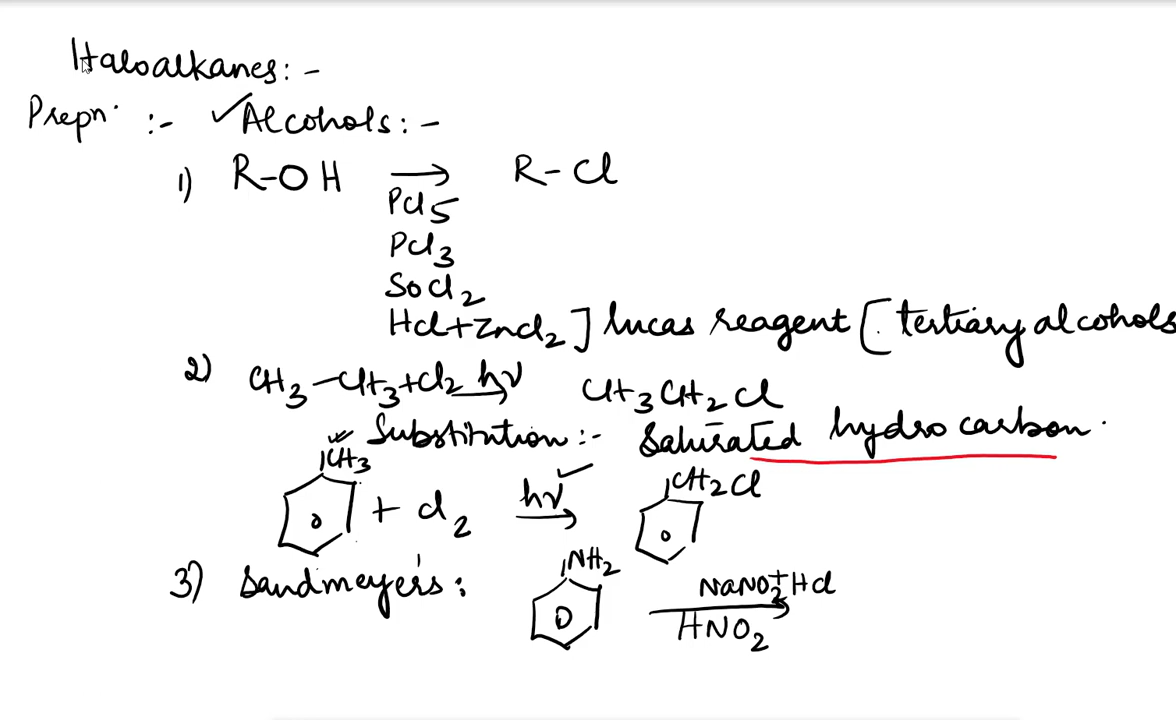 Haloalkanes:-
Prepn. :- ✓Alcohols:-
1) R-OH → R-Cl
PCl5
PCl3
SOCl2
HCl+ZnCl2] lucas reagent [tertiary alcohols
2) CH3-CH3+Cl2 hν CH3CH2Cl
Substitution:- Saturated hydrocarbon.
CH3 + Cl2 hν CH2Cl
3) Sandmeyer's: NH2 NaNO2+HCl
HNO2